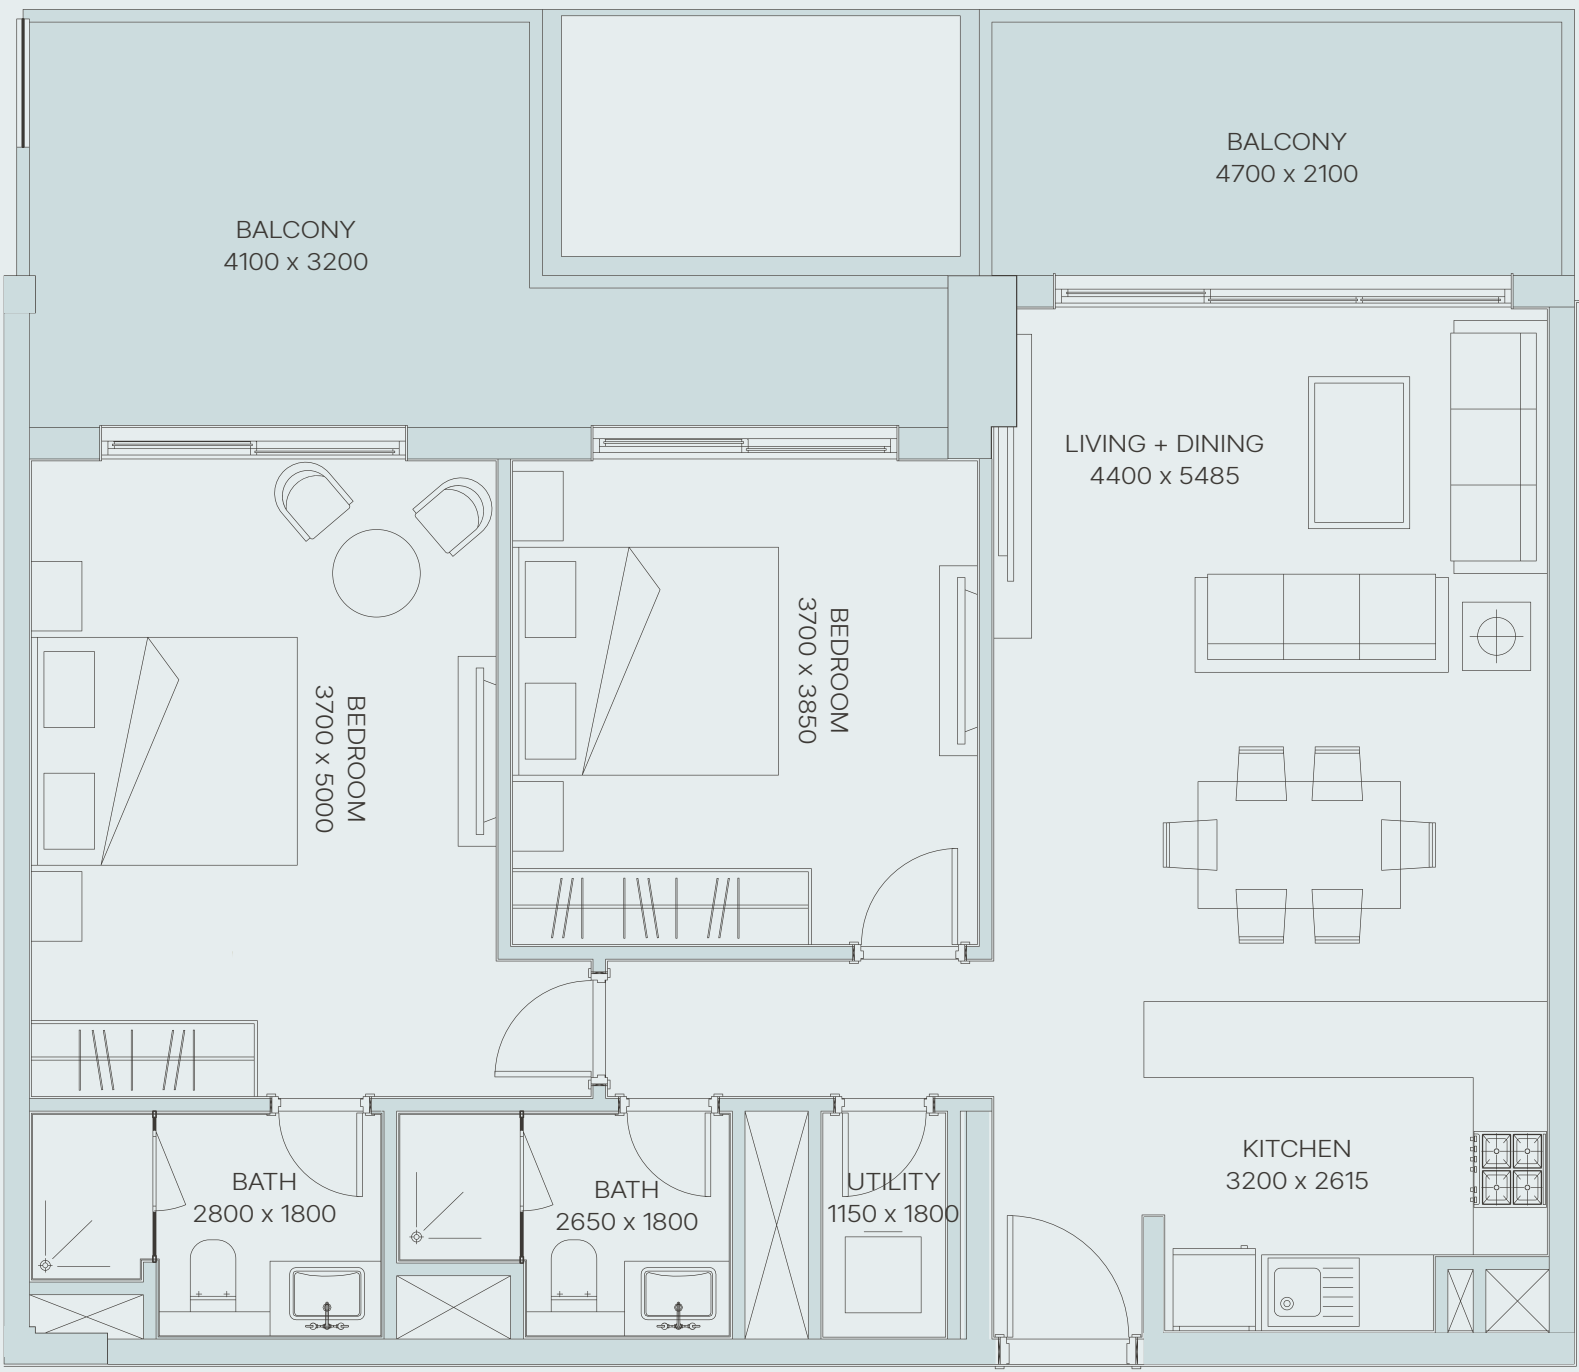 BALCONY
4700 x 2100
BALCONY
4100 x 3200
LIVING + DINING
4400 x 5485
BEDROOM
3700 x 3850
BEDROOM
3700 x 5000
KITCHEN
3200 x 2615
BATH
2800 x 1800
BATH
2650 x 1800
UTILITY
1150 x 1800